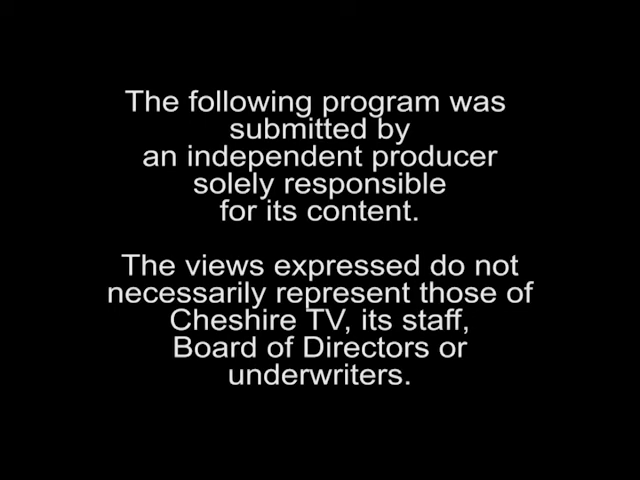 The following program was
submitted by
an independent producer
solely responsible
for its content.
The views expressed do not
necessarily represent those of
Cheshire TV, its staff,
Board of Directors or
underwriters.